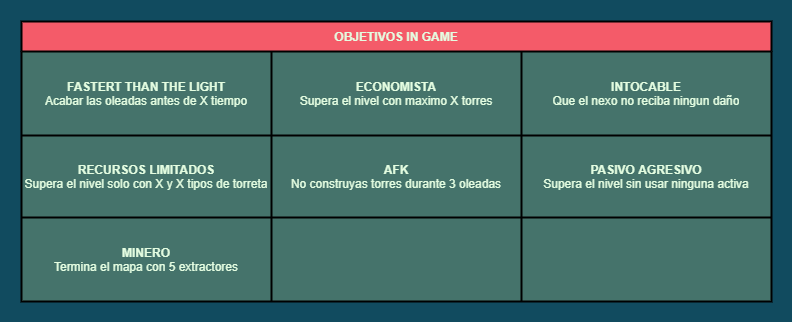 OBJETIVOS IN GAME
FASTERT THAN THE LIGHT
Acabar las oleadas antes de X tiempo
ECONOMISTA
Supera el nivel con maximo X torres
INTOCABLE
Que el nexo no reciba ningun daño
RECURSOS LIMITADOS
Supera el nivel solo con X y X tipos de torreta
AFK
No construyas torres durante 3 oleadas
PASIVO AGRESIVO
Supera el nivel sin usar ninguna activa
MINERO
Termina el mapa con 5 extractores